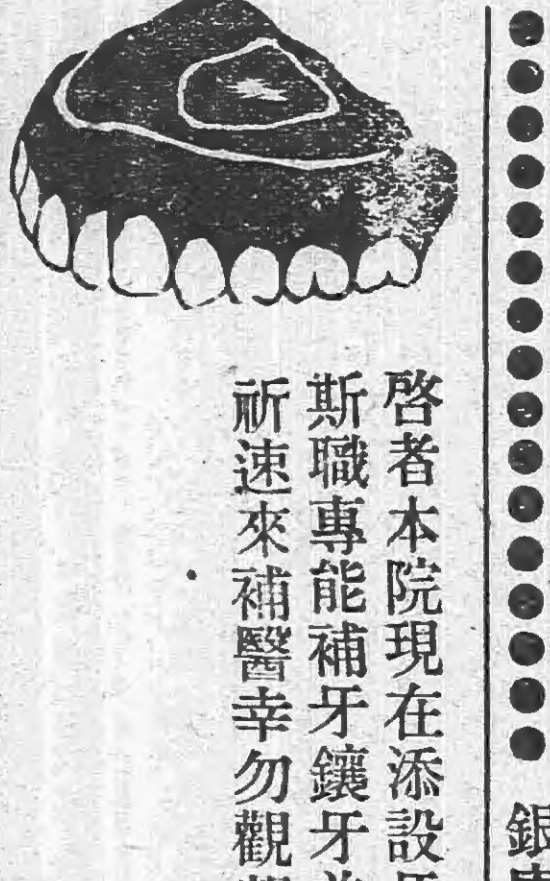 銀
啓者本院現在添設牙
斯職專能補牙鑲牙
祈速來補醫幸勿觀